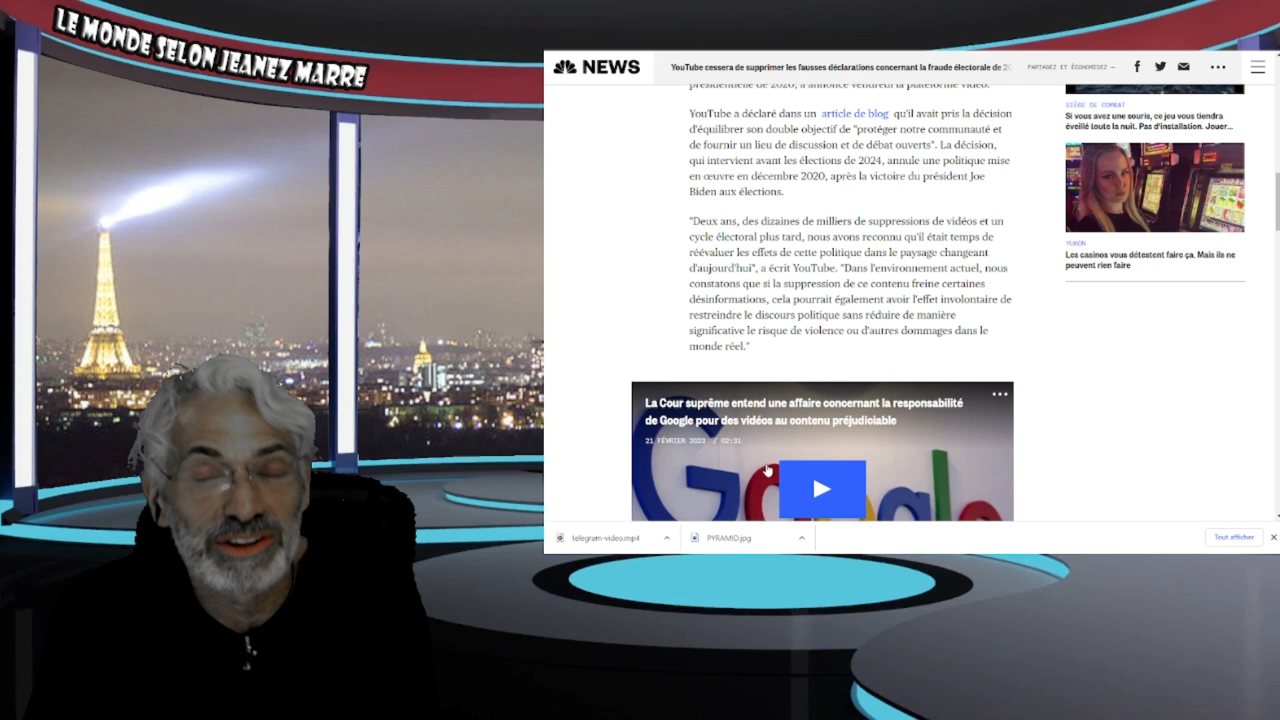 LE MONDE SELON JEANEZ MARRE
NEWS
YouTube cessera de supprimer les fausses déclarations concernant la fraude électorale de
PARTAGEZ ET ÉCONOMISEZ —
présidentielle de 2020, a annoncé vendredi la plateforme vidéo.
YouTube a déclaré dans un article de blog qu'il avait pris la décision
d'équilibrer son double objectif de "protéger notre communauté et
de fournir un lieu de discussion et de débat ouverts". La décision,
qui intervient avant les élections de 2024, annule une politique mise
en œuvre en décembre 2020, après la victoire du président Joe
Biden aux élections.
"Deux ans, des dizaines de milliers de suppressions de vidéos et un
cycle électoral plus tard, nous avons reconnu qu'il était temps de
réévaluer les effets de cette politique dans le paysage changeant
d'aujourd'hui", a écrit YouTube. "Dans l'environnement actuel, nous
constatons que si la suppression de ce contenu freine certaines
désinformations, cela pourrait également avoir l'effet involontaire de
restreindre le discours politique sans réduire de manière
significative le risque de violence ou d'autres dommages dans le
monde réel."
La Cour suprême entend une affaire concernant la responsabilité
de Google pour des vidéos au contenu préjudiciable
21 FÉVRIER 2023 / 02:31
Google
SIÈGE DE COMBAT
Si vous avez une souris, ce jeu vous tiendra
éveillé toute la nuit. Pas d'installation. Jouer...
YUKON
Les casinos vous détestent faire ça. Mais ils ne
peuvent rien faire
telegram-video.mp4
PYRAMID.jpg
Tout afficher